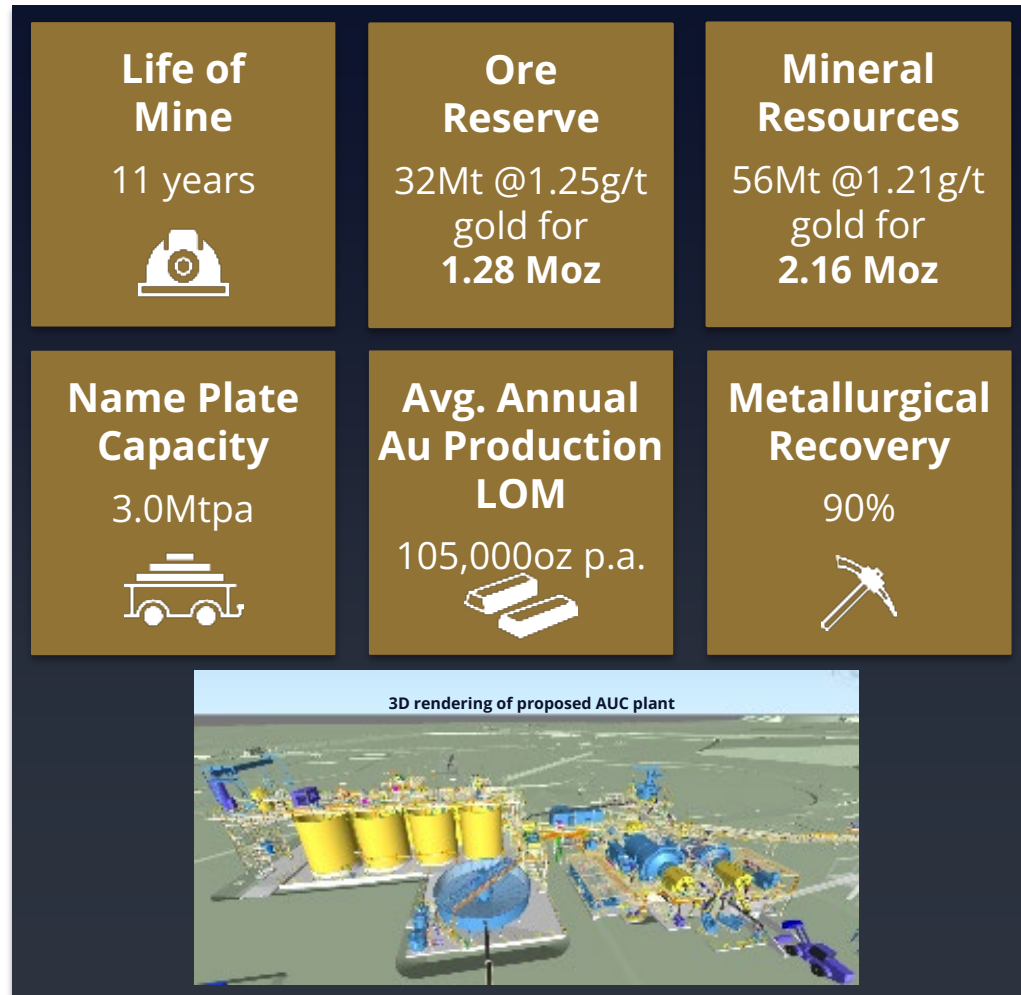 Life of
Mine
11 years
Ore
Reserve
32Mt @1.25g/t
gold for
1.28 Moz
Mineral
Resources
56Mt @1.21g/t
gold for
2.16 Moz
Name Plate
Capacity
3.0Mtpa
Avg. Annual
Au Production
LOM
105,000oz p.a.
Metallurgical
Recovery
90%
3D rendering of proposed AUC plant